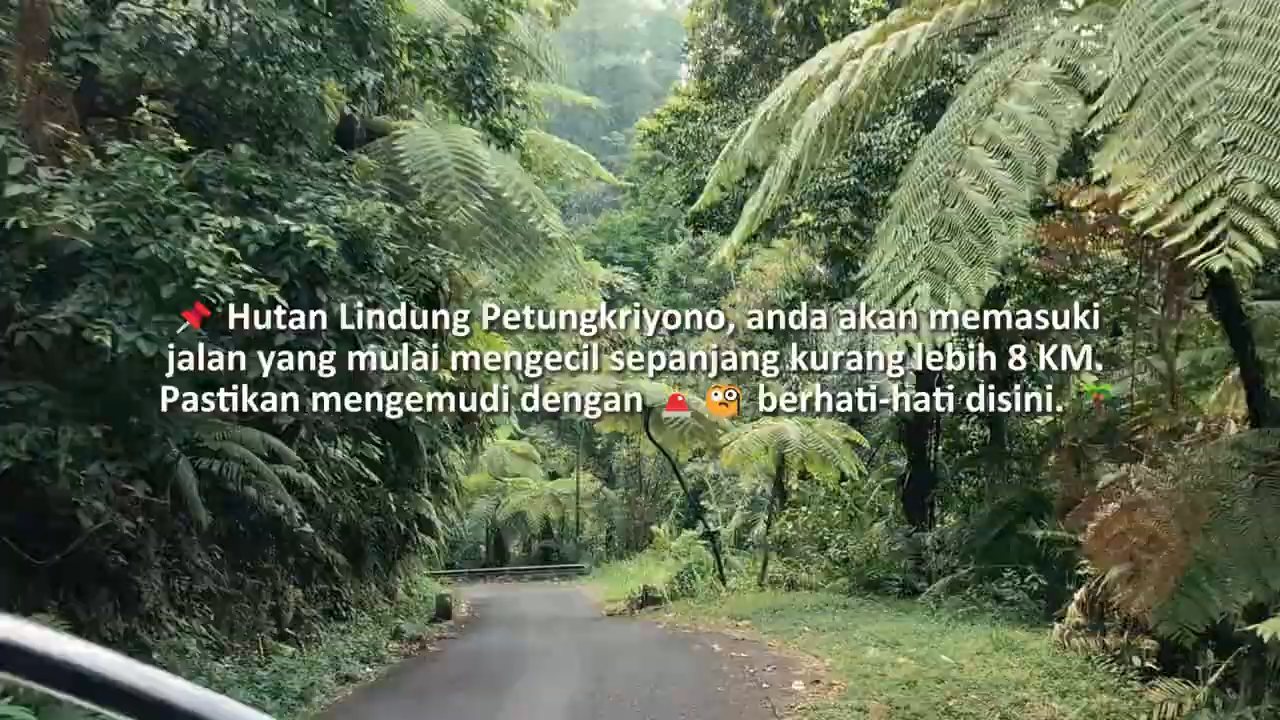 📌 Hutan Lindung Petungkriyono, anda akan memasuki
jalan yang mulai mengecil sepanjang kurang lebih 8 KM.
Pastikan mengemudi dengan 🚨🧐 berhati-hati disini. 🌴